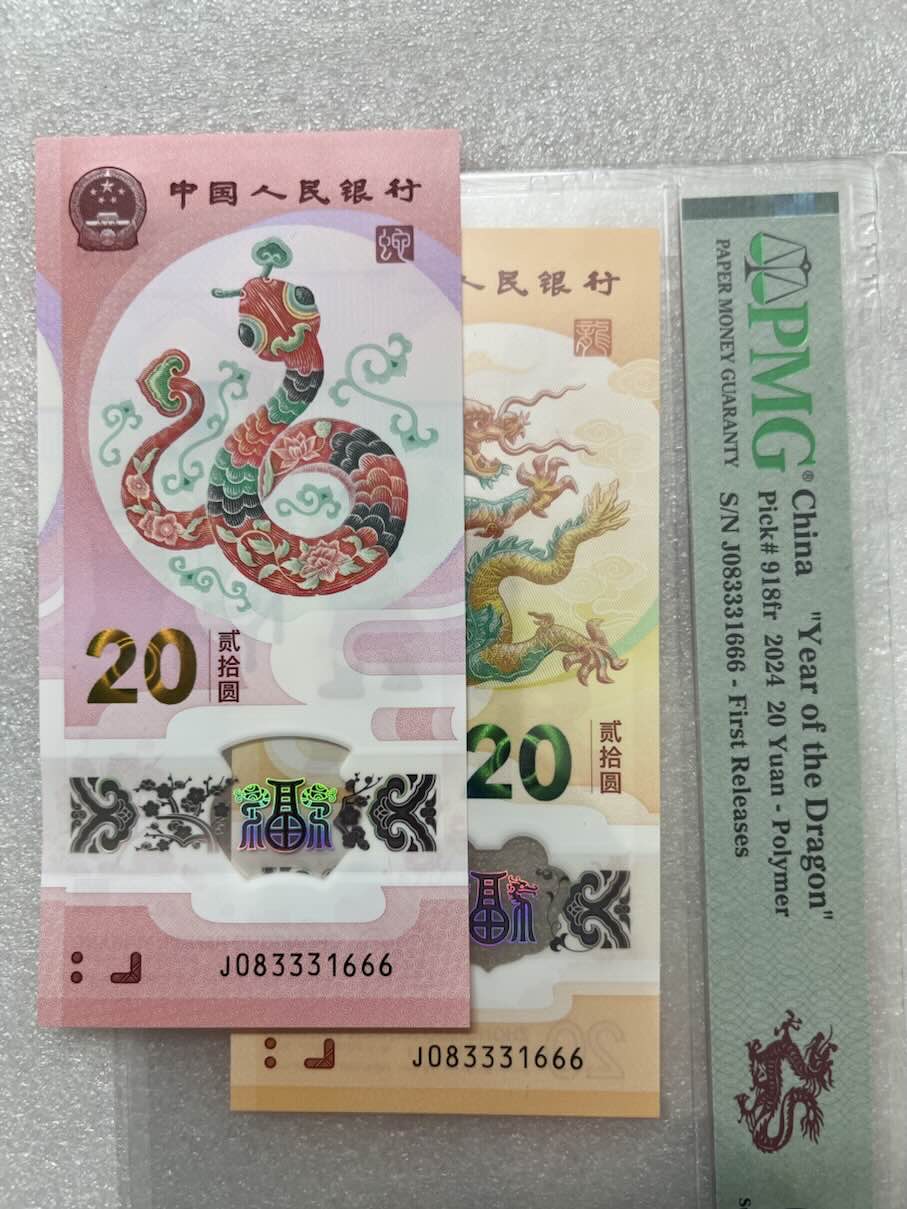 中国人民银行
蛇
20
贰拾圆
J083331666
人民银行
龍
20
贰拾圆
J083331666
20
PMG®
PAPER MONEY GUARANTY
China "Year of the Dragon"
Pick# 918fr 2024 20 Yuan - Polymer
S/N J083331666 - First Releases